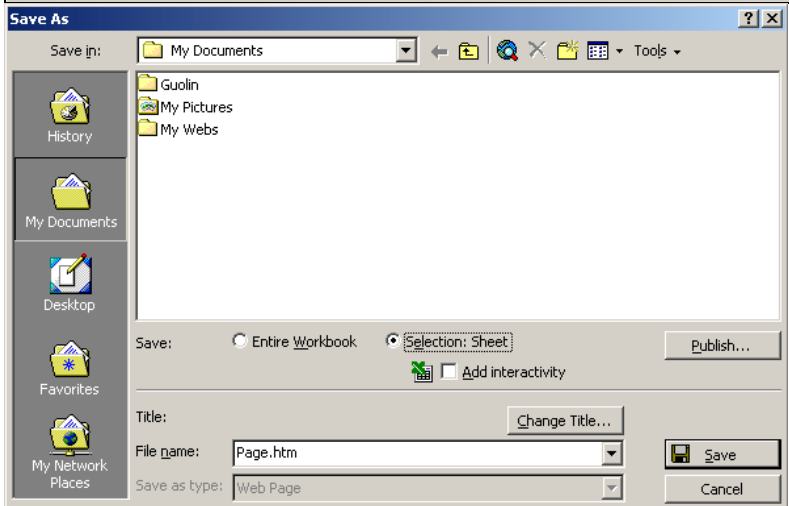 Save As
Save in:
My Documents
Tools
History
My Documents
Desktop
Favorites
My Network
Places
Guolin
My Pictures
My Webs
Save:
Entire Workbook
Selection: Sheet
Publish...
Add interactivity
Title:
Change Title...
File name:
Page.htm
Save
Save as type:
Web Page
Cancel